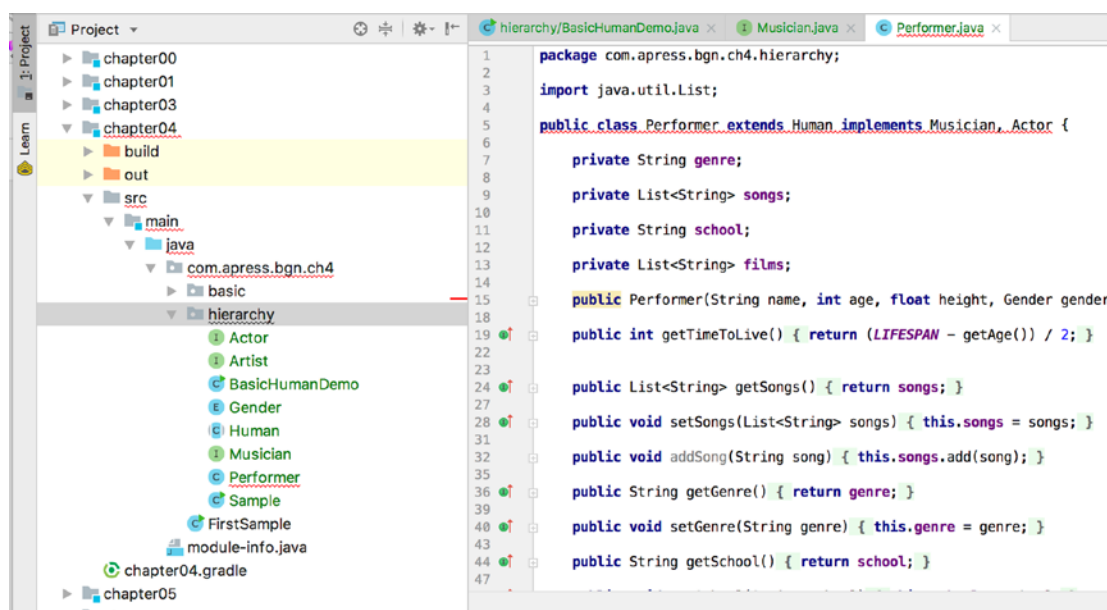 Project
hierarchy/BasicHumanDemo.java
Musician.java
Performer.java
1: Project
Learn
chapter00
chapter01
chapter03
chapter04
build
out
src
main
java
com.apress.bgn.ch4
basic
hierarchy
Actor
Artist
BasicHumanDemo
Gender
Human
Musician
Performer
Sample
FirstSample
module-info.java
chapter04.gradle
chapter05
1 package com.apress.bgn.ch4.hierarchy;
2
3 import java.util.List;
4
5 public class Performer extends Human implements Musician, Actor {
6
7 private String genre;
8
9 private List<String> songs;
10
11 private String school;
12
13 private List<String> films;
14
15 public Performer(String name, int age, float height, Gender gender
18
19 public int getTimeToLive() { return (LIFESPAN - getAge()) / 2; }
22
23
24 public List<String> getSongs() { return songs; }
27
28 public void setSongs(List<String> songs) { this.songs = songs; }
31
32 public void addSong(String song) { this.songs.add(song); }
35
36 public String getGenre() { return genre; }
39
40 public void setGenre(String genre) { this.genre = genre; }
43
44 public String getSchool() { return school; }
47